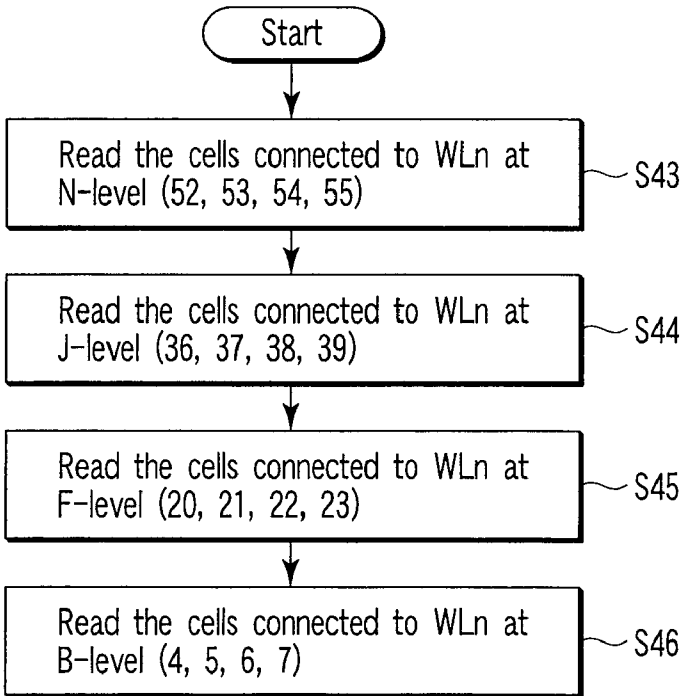 Start
Read the cells connected to WLn at
N-level (52, 53, 54, 55)
S43
Read the cells connected to WLn at
J-level (36, 37, 38, 39)
S44
Read the cells connected to WLn at
F-level (20, 21, 22, 23)
S45
Read the cells connected to WLn at
B-level (4, 5, 6, 7)
S46